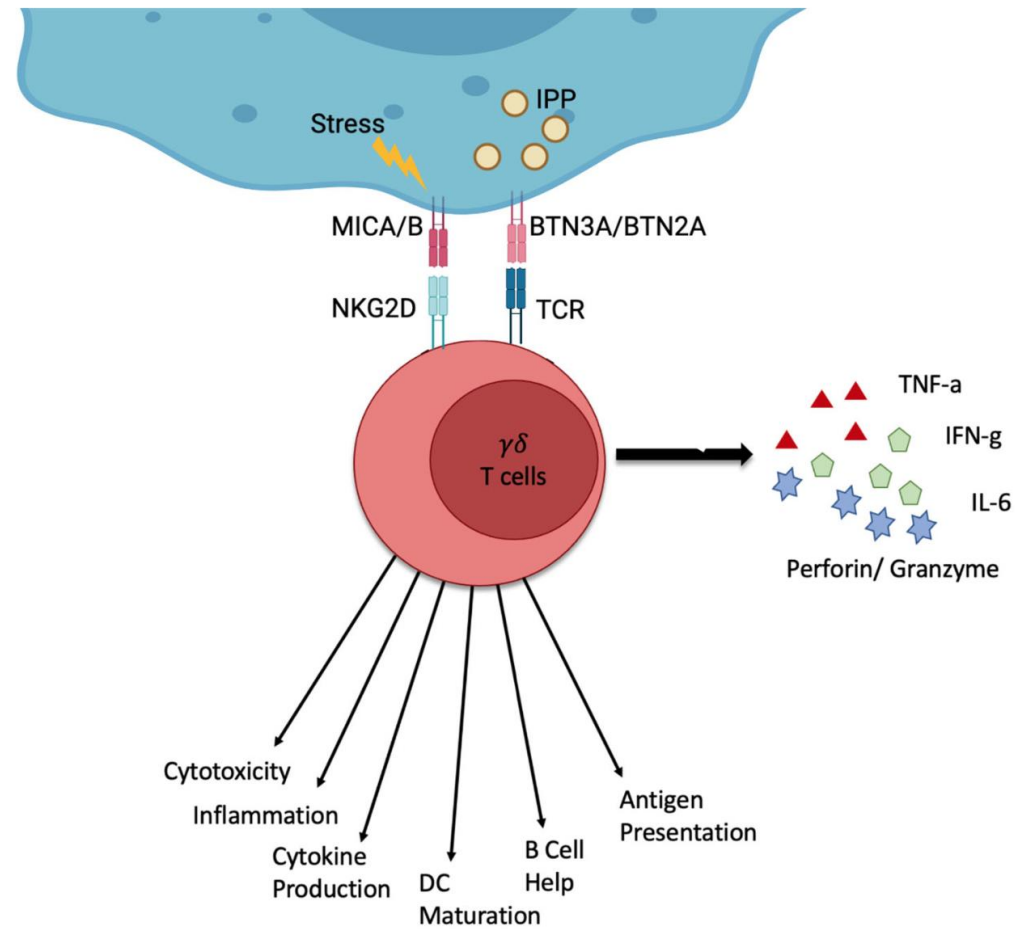 IPP
Stress
MICA/B
BTN3A/BTN2A
NKG2D
TCR
γδ
T cells
TNF-a
IFN-g
IL-6
Perforin/ Granzyme
Cytotoxicity
Inflammation
Cytokine
Production
DC
Maturation
B Cell
Help
Antigen
Presentation